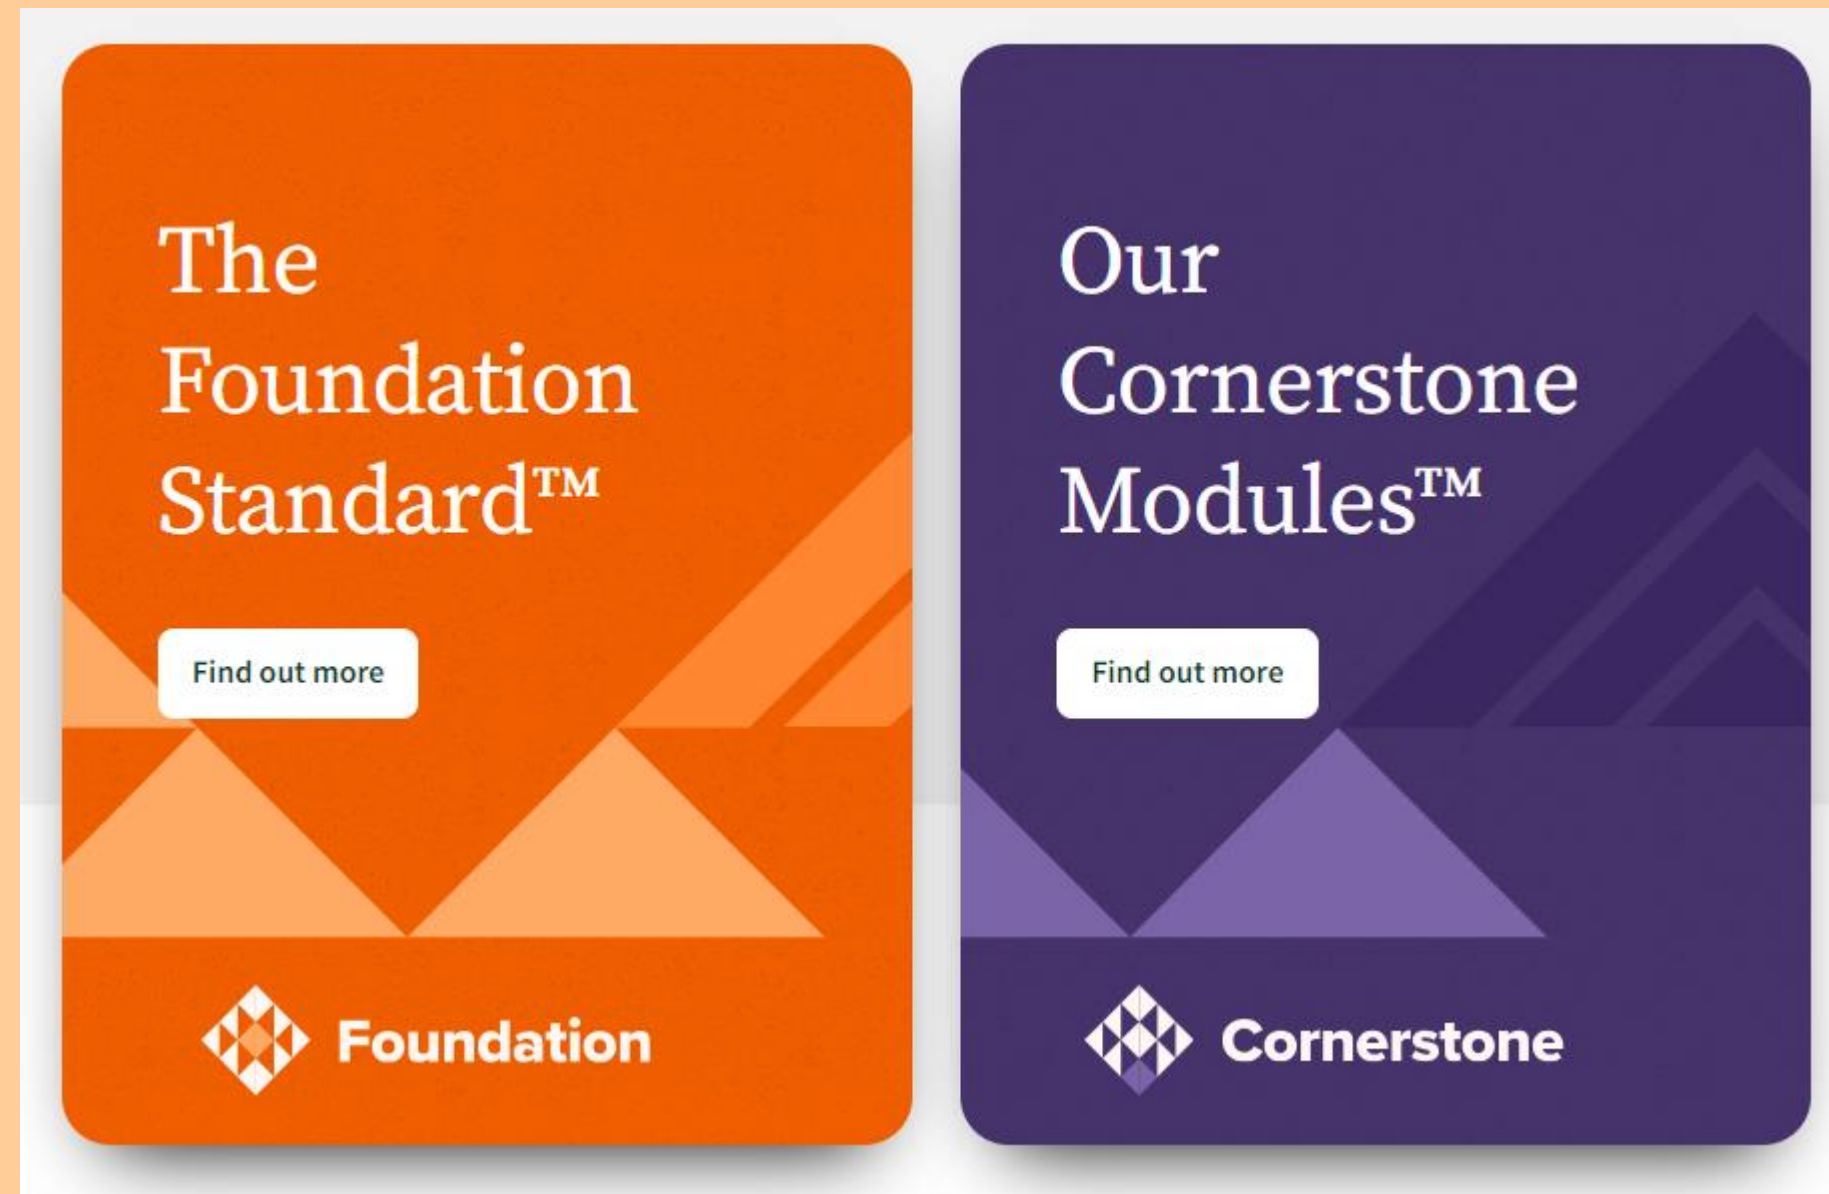 The
Foundation
Standard™
Find out more
Foundation
Our
Cornerstone
Modules™
Find out more
Cornerstone